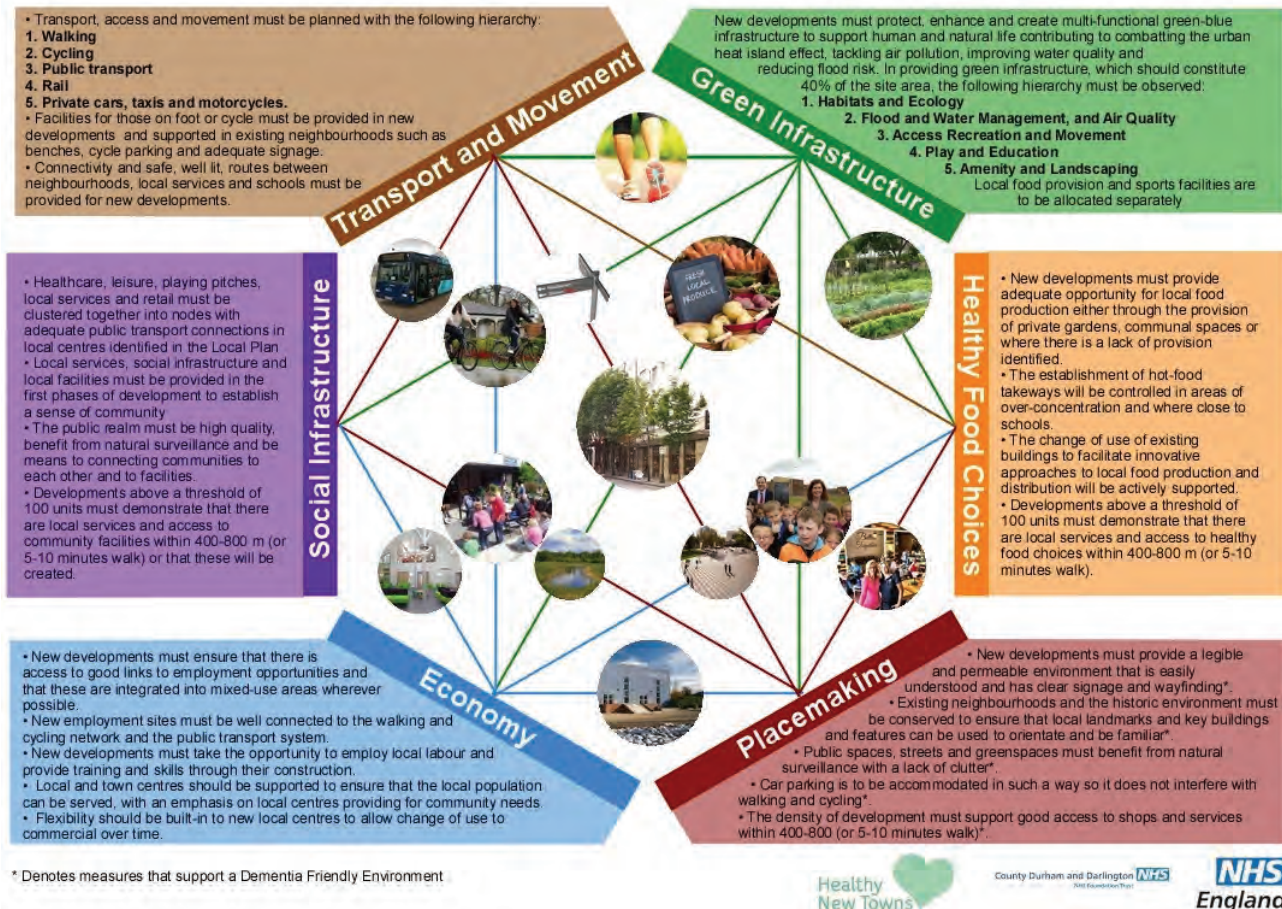 • Transport, access and movement must be planned with the following hierarchy:
1. Walking
2. Cycling
3. Public transport
4. Rail
5. Private cars, taxis and motorcycles.
• Facilities for those on foot or cycle must be provided in new
developments and supported in existing neighbourhoods such as
benches, cycle parking and adequate signage.
• Connectivity and safe, well lit, routes between
neighbourhoods, local services and schools must be
provided for new developments.
Transport and Movement
New developments must protect, enhance and create multi-functional green-blue
infrastructure to support human and natural life contributing to combatting the urban
heat island effect, tackling air pollution, improving water quality and
reducing flood risk. In providing green infrastructure, which should constitute
40% of the site area, the following hierarchy must be observed:
1. Habitats and Ecology
2. Flood and Water Management, and Air Quality
3. Access Recreation and Movement
4. Play and Education
5. Amenity and Landscaping
Local food provision and sports facilities are
to be allocated separately
Green Infrastructure
• Healthcare, leisure, playing pitches,
local services and retail must be
clustered together into nodes with
adequate public transport connections in
local centres identified in the Local Plan
• Local services, social infrastructure and
local facilities must be provided in the
first phases of development to establish
a sense of community
• The public realm must be high quality,
benefit from natural surveillance and be
means to connecting communities to
each other and to facilities.
• Developments above a threshold of
100 units must demonstrate that there
are local services and access to
community facilities within 400-800 m (or
5-10 minutes walk) or that these will be
created.
Social Infrastructure
FRESH
LOCAL
PRODUCE
Healthy Food Choices
• New developments must provide
adequate opportunity for local food
production either through the provision
of private gardens, communal spaces or
where there is a lack of provision
identified.
• The establishment of hot-food
takeways will be controlled in areas of
over-concentration and where close to
schools.
• The change of use of existing
buildings to facilitate innovative
approaches to local food production and
distribution will be actively supported.
• Developments above a threshold of
100 units must demonstrate that there
are local services and access to healthy
food choices within 400-800 m (or 5-10
minutes walk).
Economy
• New developments must ensure that there is
access to good links to employment opportunities and
that these are integrated into mixed-use areas wherever
possible.
• New employment sites must be well connected to the walking and
cycling network and the public transport system.
• New developments must take the opportunity to employ local labour and
provide training and skills through their construction.
• Local and town centres should be supported to ensure that the local population
can be served, with an emphasis on local centres providing for community needs
• Flexibility should be built-in to new local centres to allow change of use to
commercial over time.
Placemaking
• New developments must provide a legible
and permeable environment that is easily
understood and has clear signage and wayfinding*.
• Existing neighbourhoods and the historic environment must
be conserved to ensure that local landmarks and key buildings
and features can be used to orientate and be familiar*.
• Public spaces, streets and greenspaces must benefit from natural
surveillance with a lack of clutter*.
• Car parking is to be accommodated in such a way so it does not interfere with
walking and cycling*.
• The density of development must support good access to shops and services
within 400-800 (or 5-10 minutes walk)*.
* Denotes measures that support a Dementia Friendly Environment
Healthy
New Towns
County Durham and Darlington NHS
NHS Foundation Trust
NHS
England